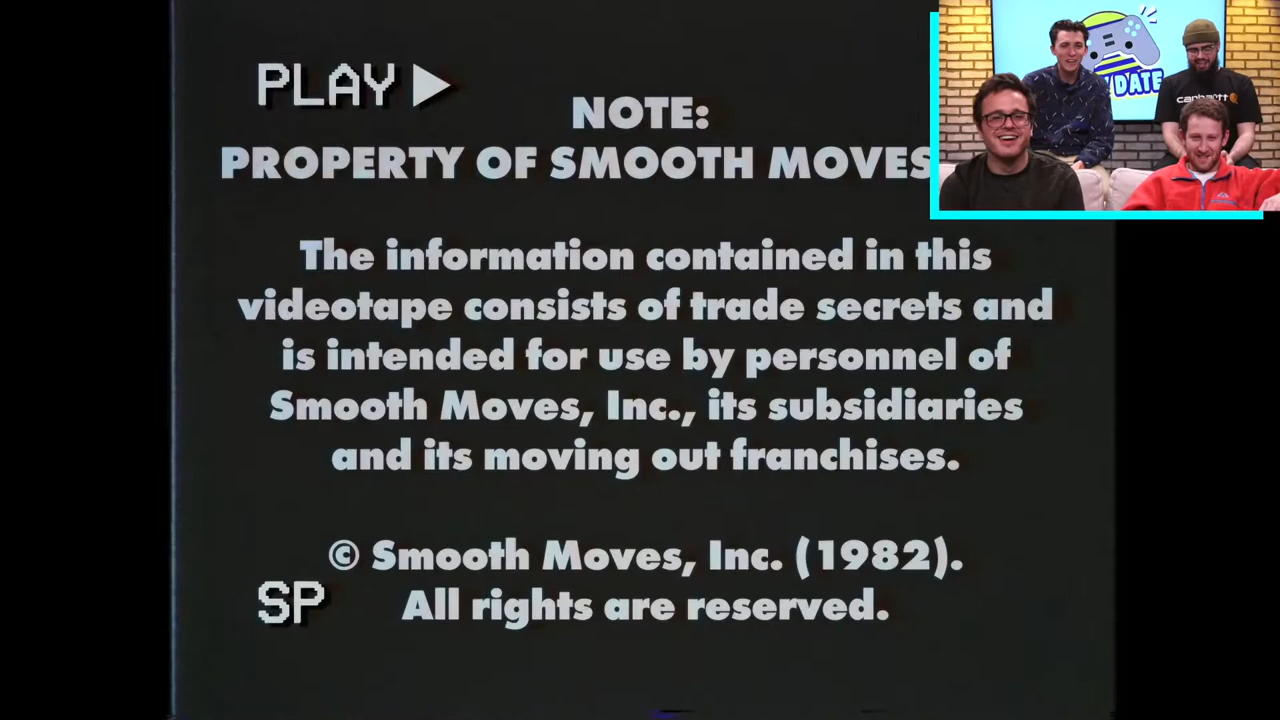 PLAY
NOTE:
PROPERTY OF SMOOTH MOVES
The information contained in this
videotape consists of trade secrets and
is intended for use by personnel of
Smooth Moves, Inc., its subsidiaries
and its moving out franchises.
© Smooth Moves, Inc. (1982).
All rights are reserved.
SP
DATE
carhartt